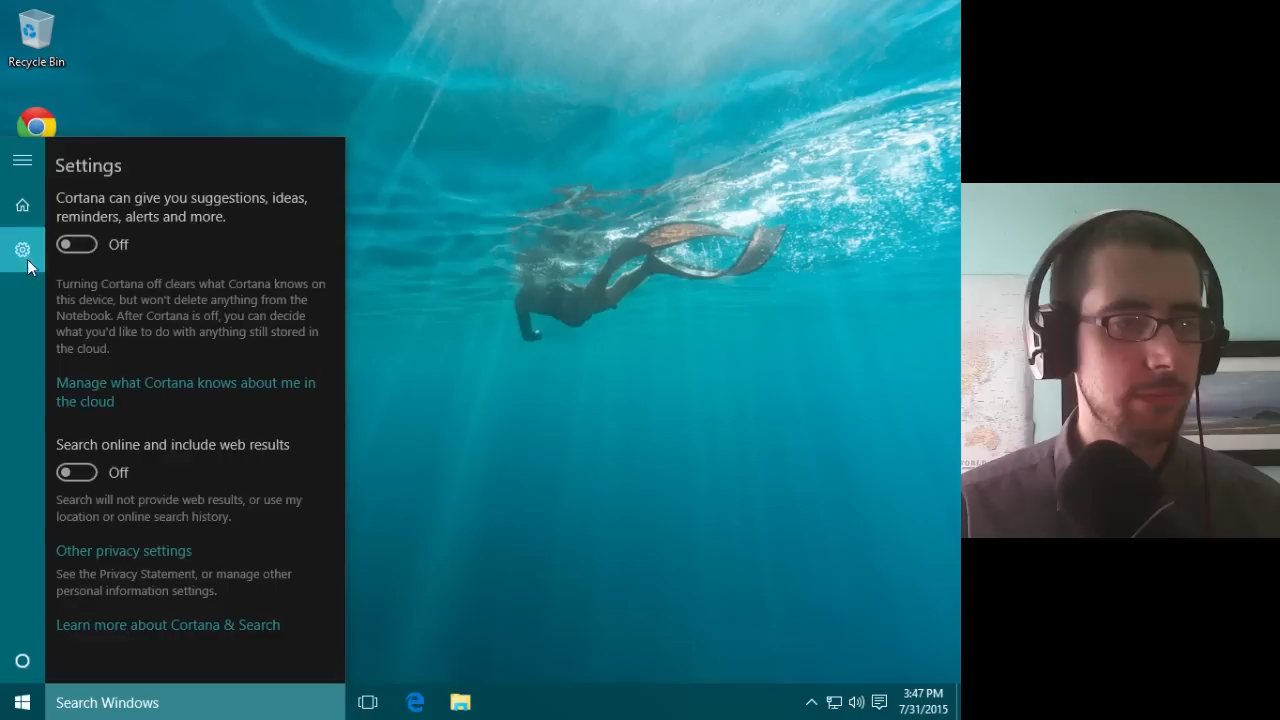 Recycle Bin
Settings
Cortana can give you suggestions, ideas,
reminders, alerts and more.
Off
Turning Cortana off clears what Cortana knows on
this device, but won't delete anything from the
Notebook. After Cortana is off, you can decide
what you'd like to do with anything still stored in
the cloud.
Manage what Cortana knows about me in
the cloud
Search online and include web results
Off
Search will not provide web results, or use my
location or online search history.
Other privacy settings
See the Privacy Statement, or manage other
personal information settings.
Learn more about Cortana & Search
Search Windows
3:47 PM
7/31/2015